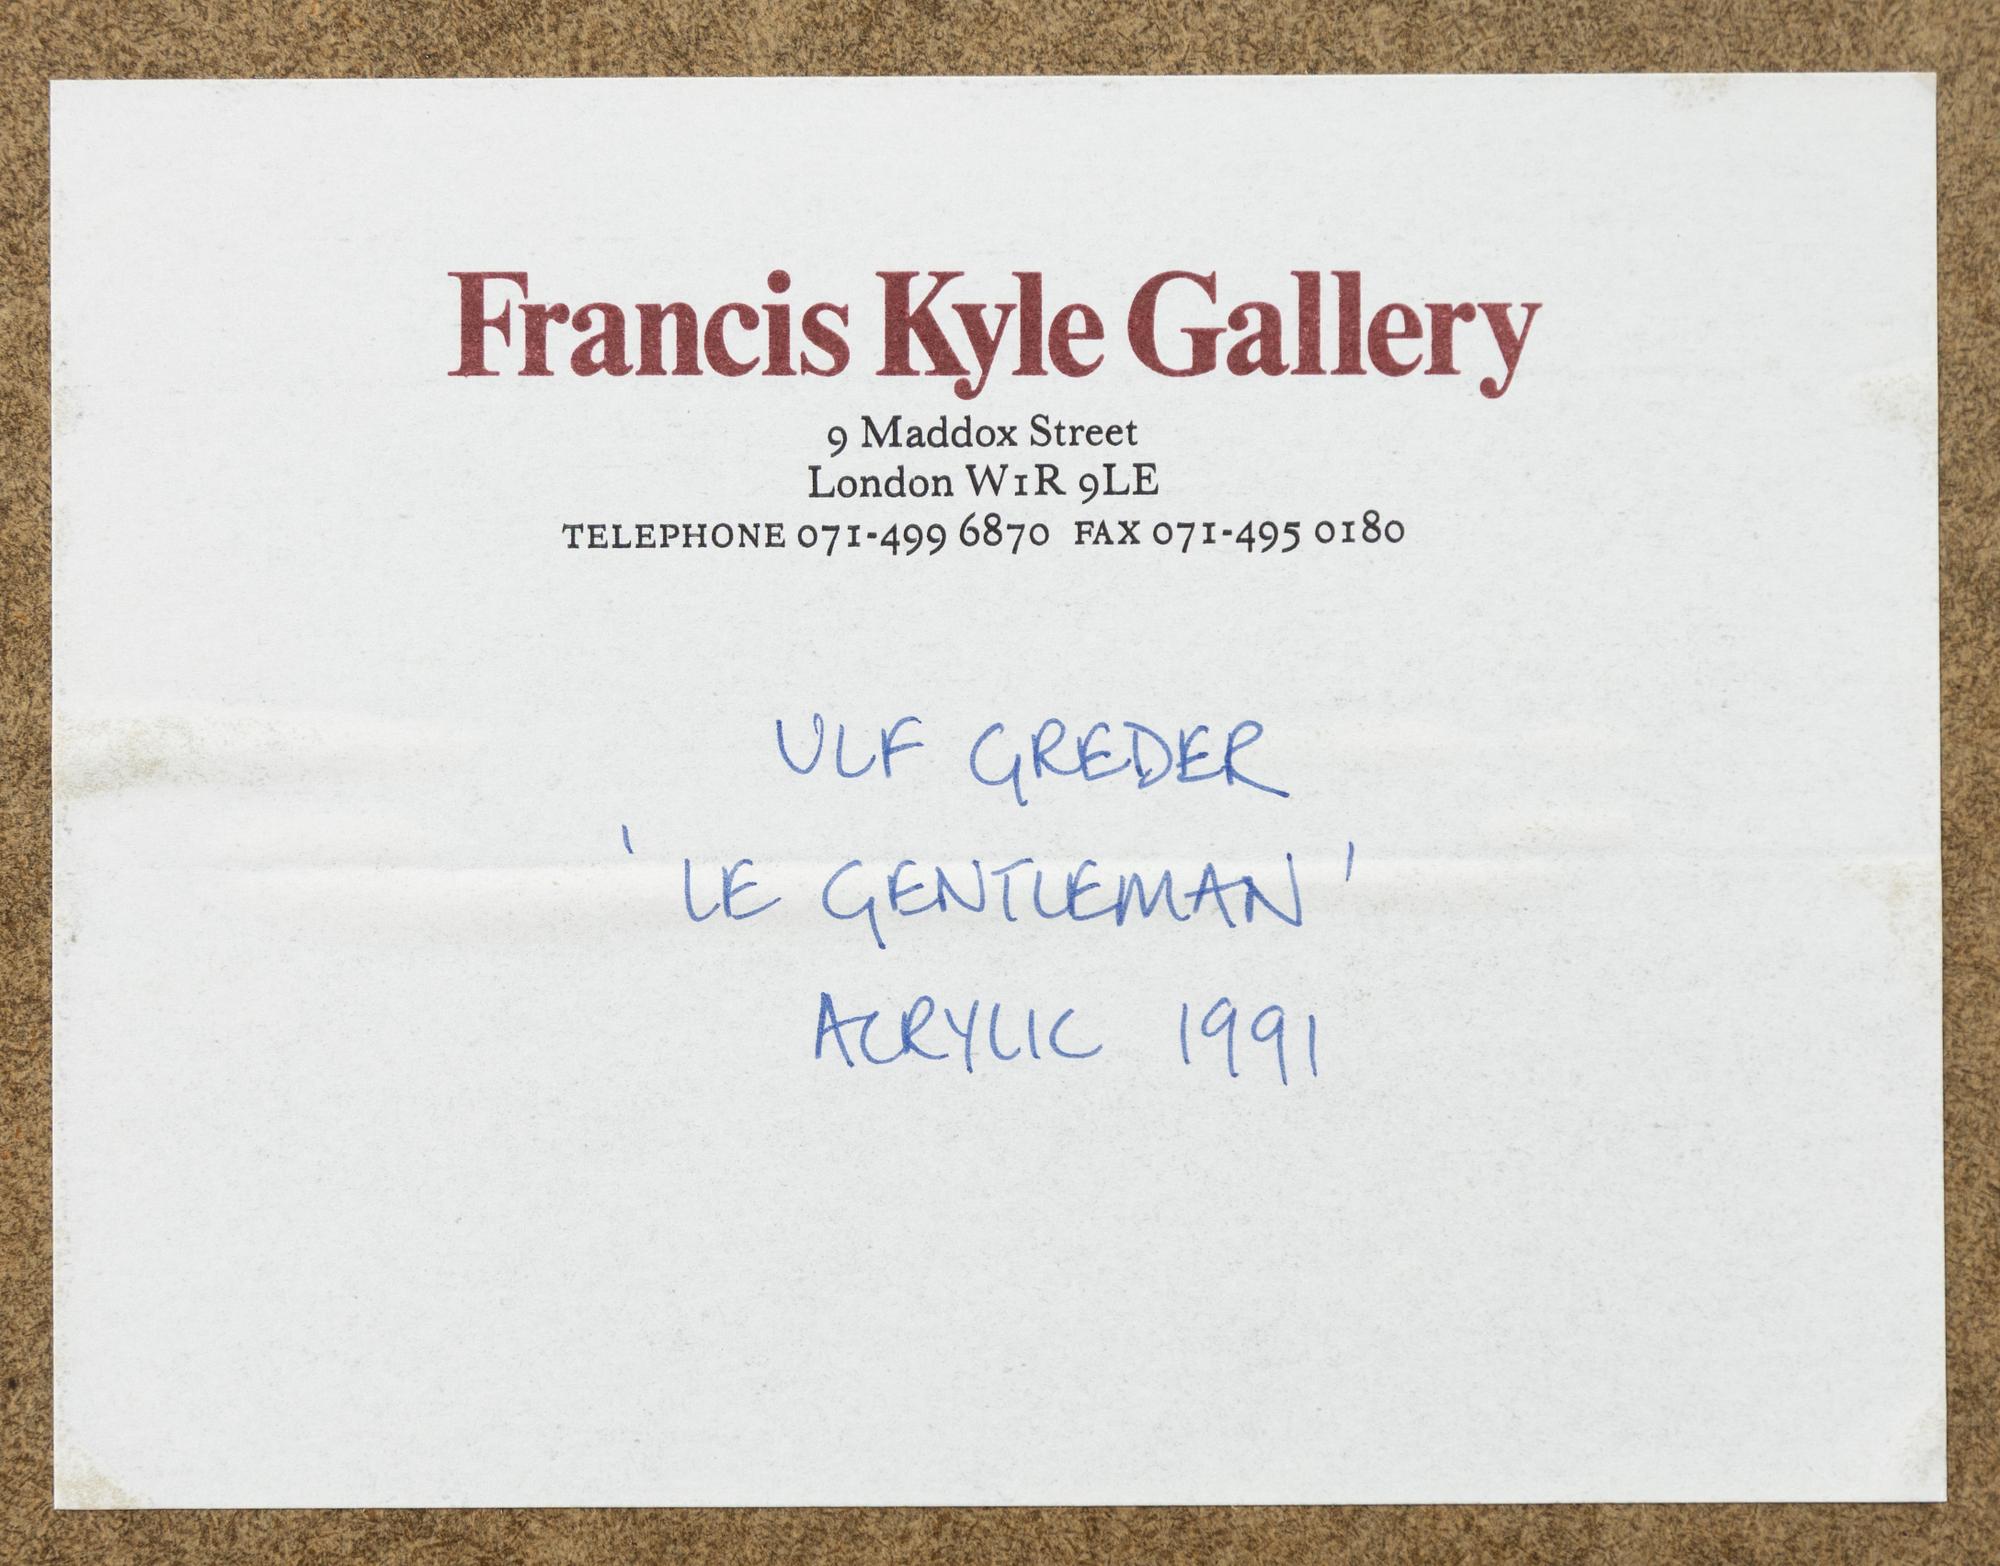 Francis Kyle Gallery
9 Maddox Street
London W1R 9LE
TELEPHONE 071-499 6870 FAX 071-495 0180
ULF GREDER
'LE GENTLEMAN'
ACRYLIC 1991